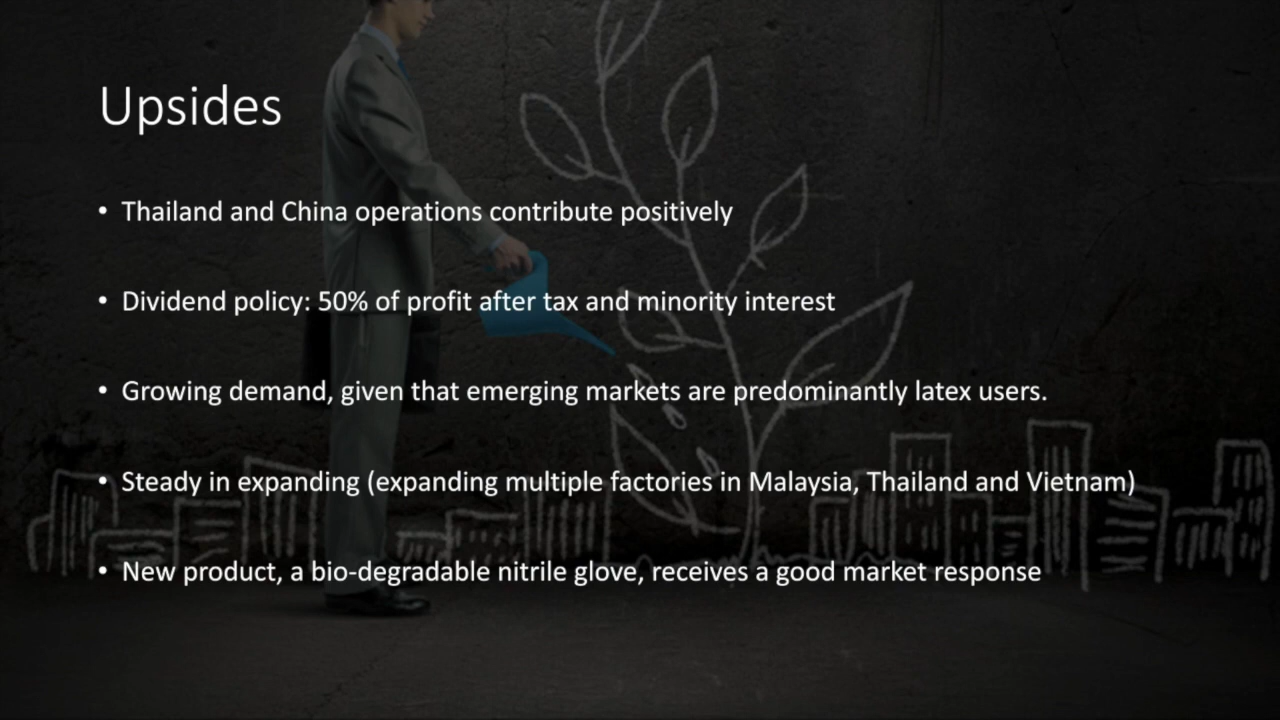 Upsides
• Thailand and China operations contribute positively
• Dividend policy: 50% of profit after tax and minority interest
• Growing demand, given that emerging markets are predominantly latex users.
• Steady in expanding (expanding multiple factories in Malaysia, Thailand and Vietnam)
• New product, a bio-degradable nitrile glove, receives a good market response